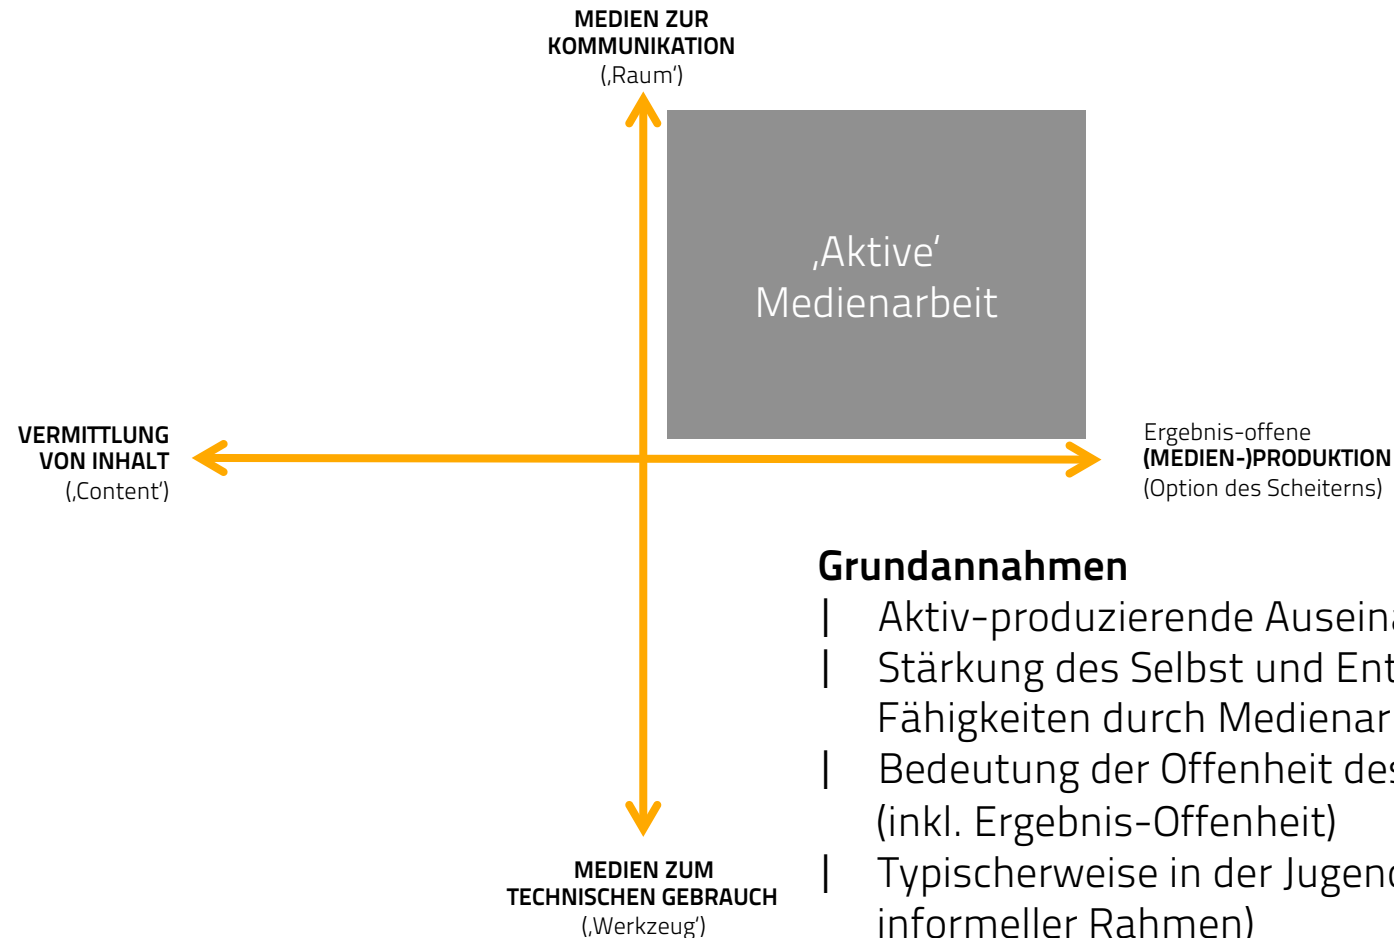 MEDIEN ZUR
KOMMUNIKATION
(‚Raum‘)
‚Aktive‘
Medienarbeit
VERMITTLUNG
VON INHALT
(‚Content‘)
Ergebnis-offene
(MEDIEN-)PRODUKTION
(Option des Scheiterns)
Grundannahmen
| Aktiv-produzierende
| Stärkung des Selbst und
Fähigkeiten durch
| Bedeutung der Offenheit
(inkl. Ergebnis-Offenheit)
| Typischerweise in der
informeller Rahmen)
MEDIEN ZUM
TECHNISCHEN GEBRAUCH
(‚Werkzeug‘)